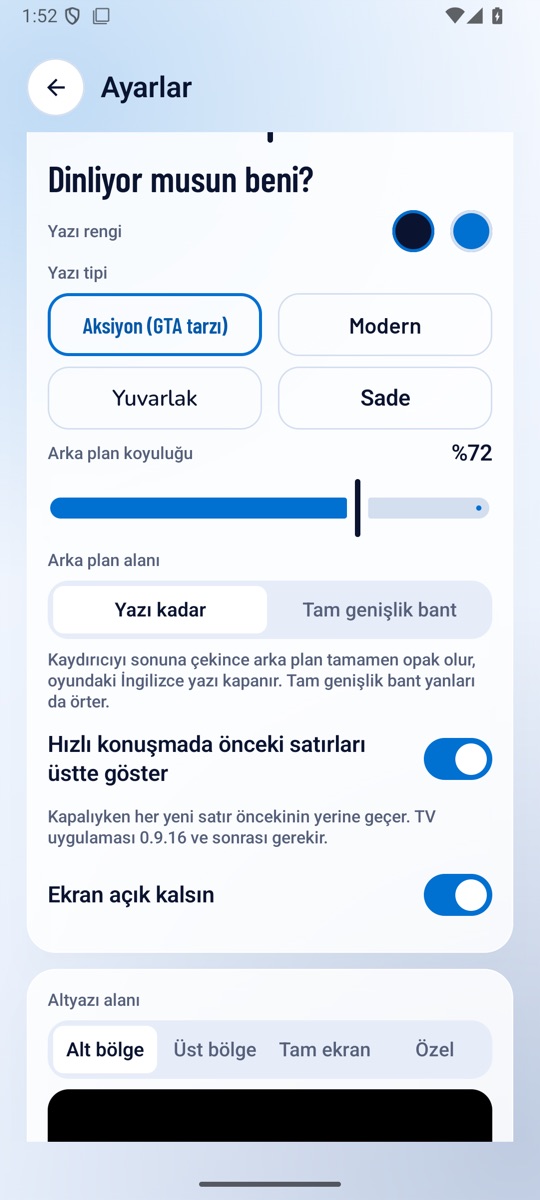 1:52
Ayarlar
Dinliyor musun beni?
Yazı rengi
Yazı tipi
Aksiyon (GTA tarzı)
Modern
Yuvarlak
Sade
Arka plan koyuluğu
%72
Arka plan alanı
Yazı kadar
Tam genişlik bant
Kaydırıcıyı sonuna çekince arka plan tamamen opak olur,
oyundaki İngilizce yazı kapanır. Tam genişlik bant yanları
da örter.
Hızlı konuşmada önceki satırları
üstte göster
Kapalıyken her yeni satır öncekinin yerine geçer. TV
uygulaması 0.9.16 ve sonrası gerekir.
Ekran açık kalsın
Altyazı alanı
Alt bölge
Üst bölge
Tam ekran
Özel